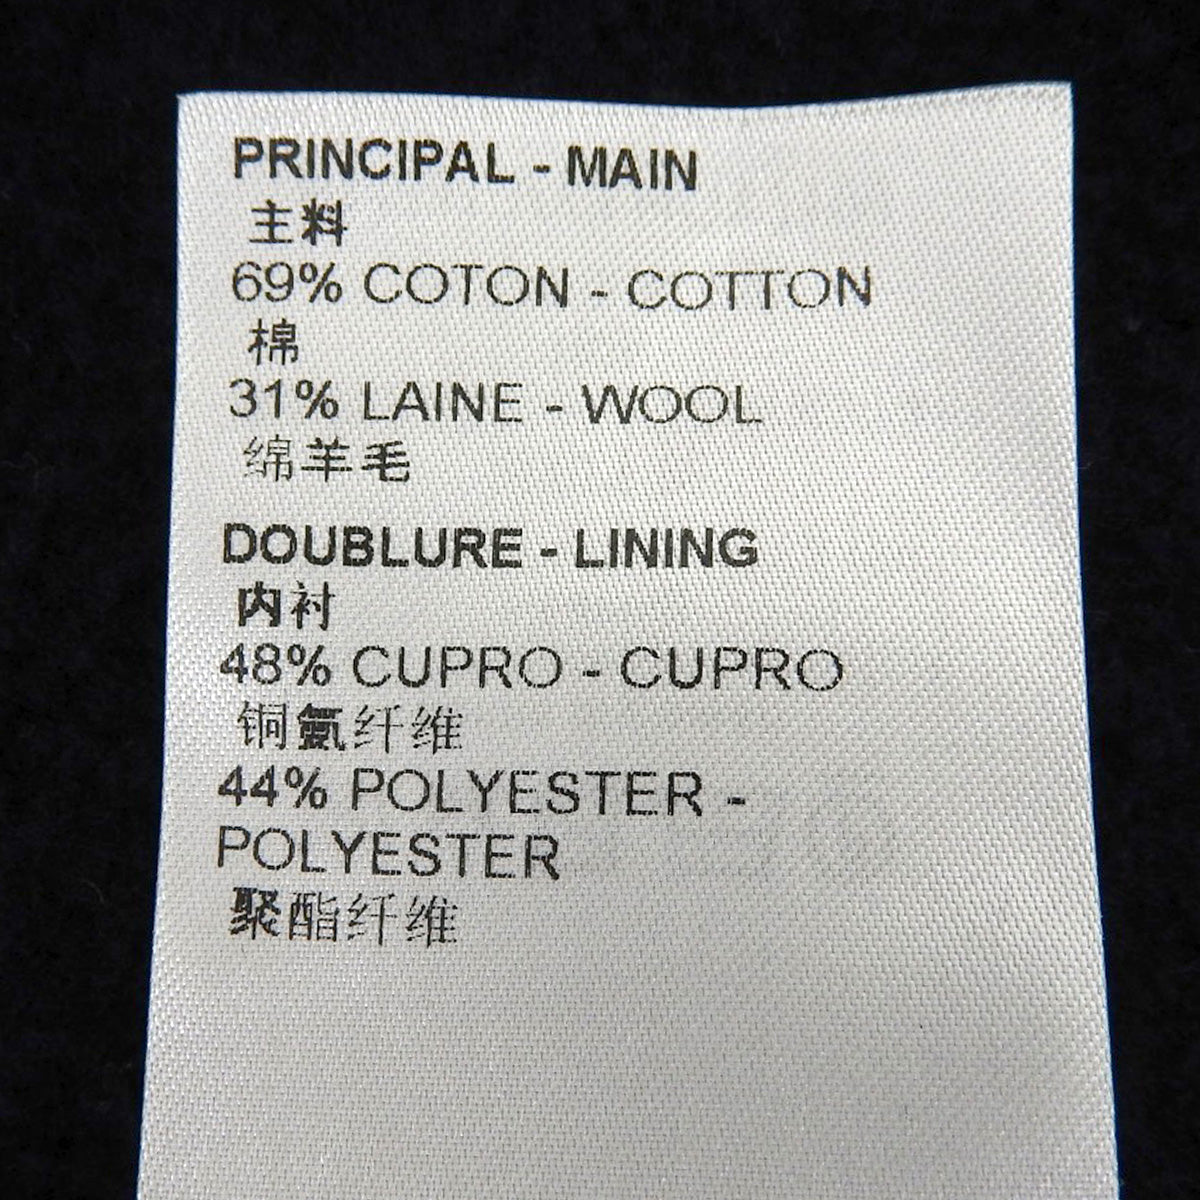 PRINCIPAL - MAIN
主料
69% COTON - COTTON
棉
31% LAINE - WOOL
绵羊毛
DOUBLURE - LINING
内衬
48% CUPRO - CUPRO
铜氨纤维
44% POLYESTER -
POLYESTER
聚酯纤维